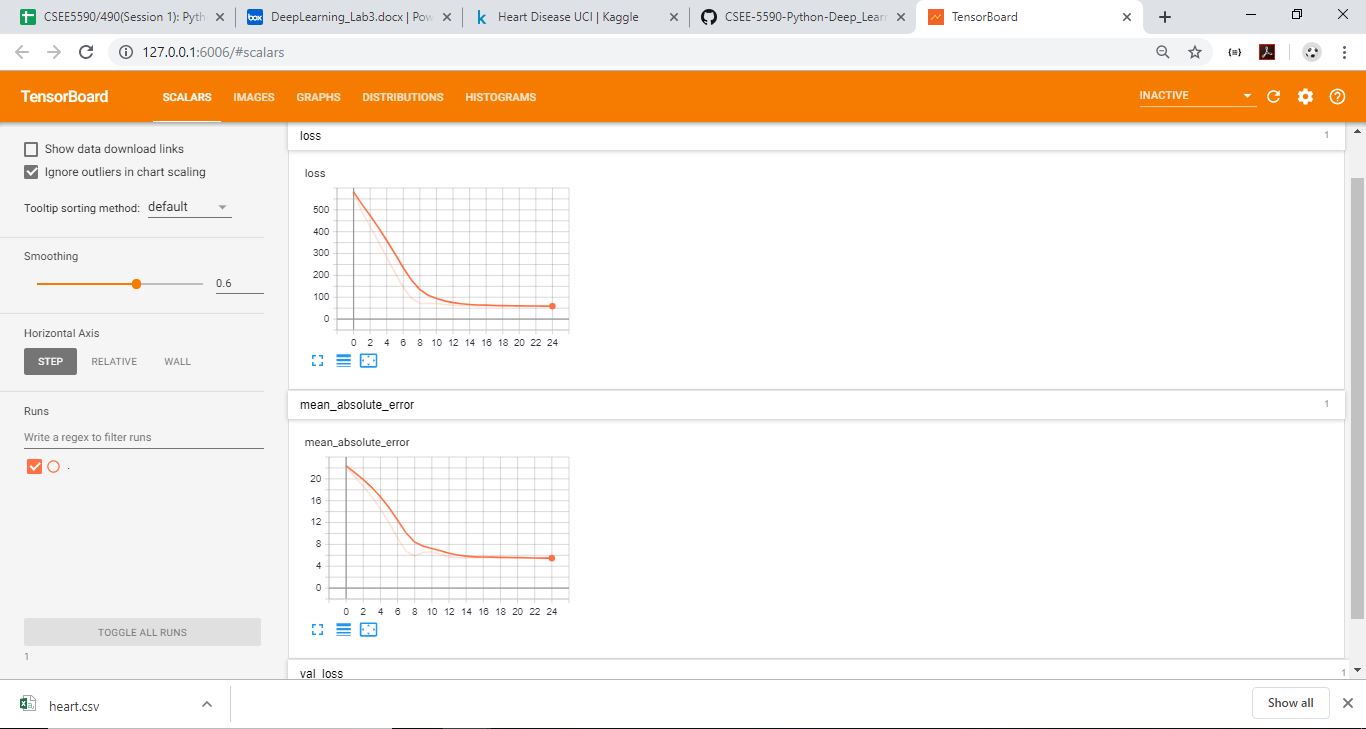 CSEE5590/490(Session 1): Pyth
DeepLearning_Lab3.docx | Pow
Heart Disease UCI | Kaggle
CSEE-5590-Python-Deep_Learn
TensorBoard
127.0.0.1:6006/#scalars
TensorBoard
SCALARS
IMAGES
GRAPHS
DISTRIBUTIONS
HISTOGRAMS
INACTIVE
Show data download links
Ignore outliers in chart scaling
Tooltip sorting method: default
Smoothing
0.6
Horizontal Axis
STEP RELATIVE WALL
Runs
Write a regex to filter runs
.
TOGGLE ALL RUNS
1
loss 1
loss
500
400
300
200
100
0
0 2 4 6 8 10 12 14 16 18 20 22 24
mean_absolute_error 1
mean_absolute_error
20
16
12
8
4
0
0 2 4 6 8 10 12 14 16 18 20 22 24
val_loss 1
heart.csv
Show all